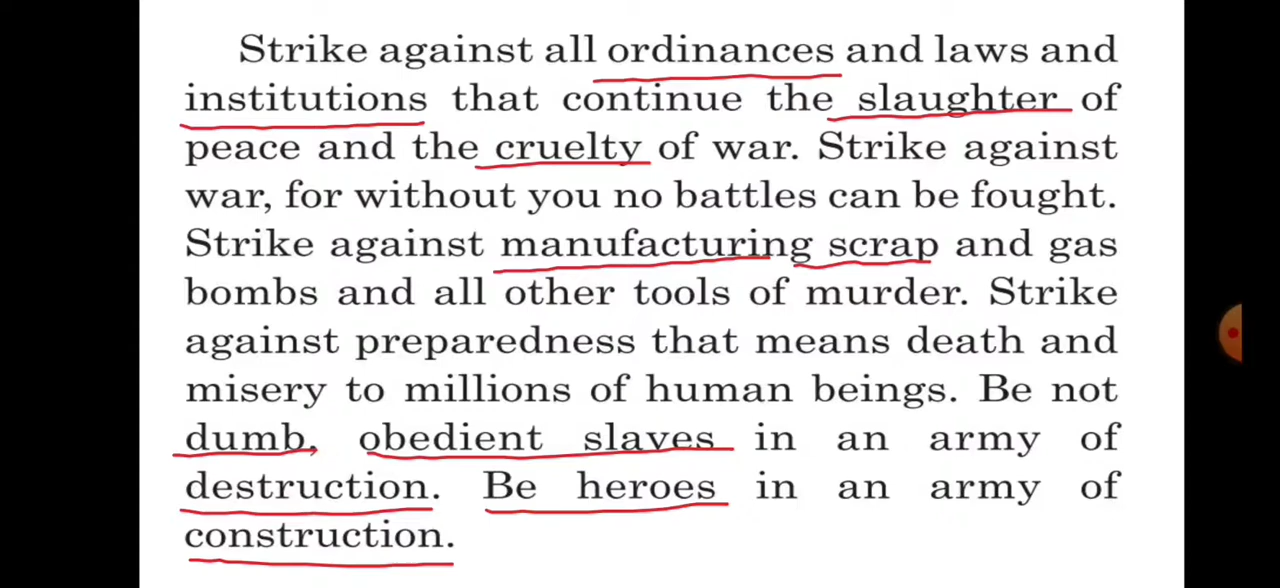 Strike against all ordinances and laws and
institutions that continue the slaughter of
peace and the cruelty of war. Strike against
war, for without you no battles can be fought.
Strike against manufacturing scrap and gas
bombs and all other tools of murder. Strike
against preparedness that means death and
misery to millions of human beings. Be not
dumb, obedient slaves in an army of
destruction. Be heroes in an army of
construction.